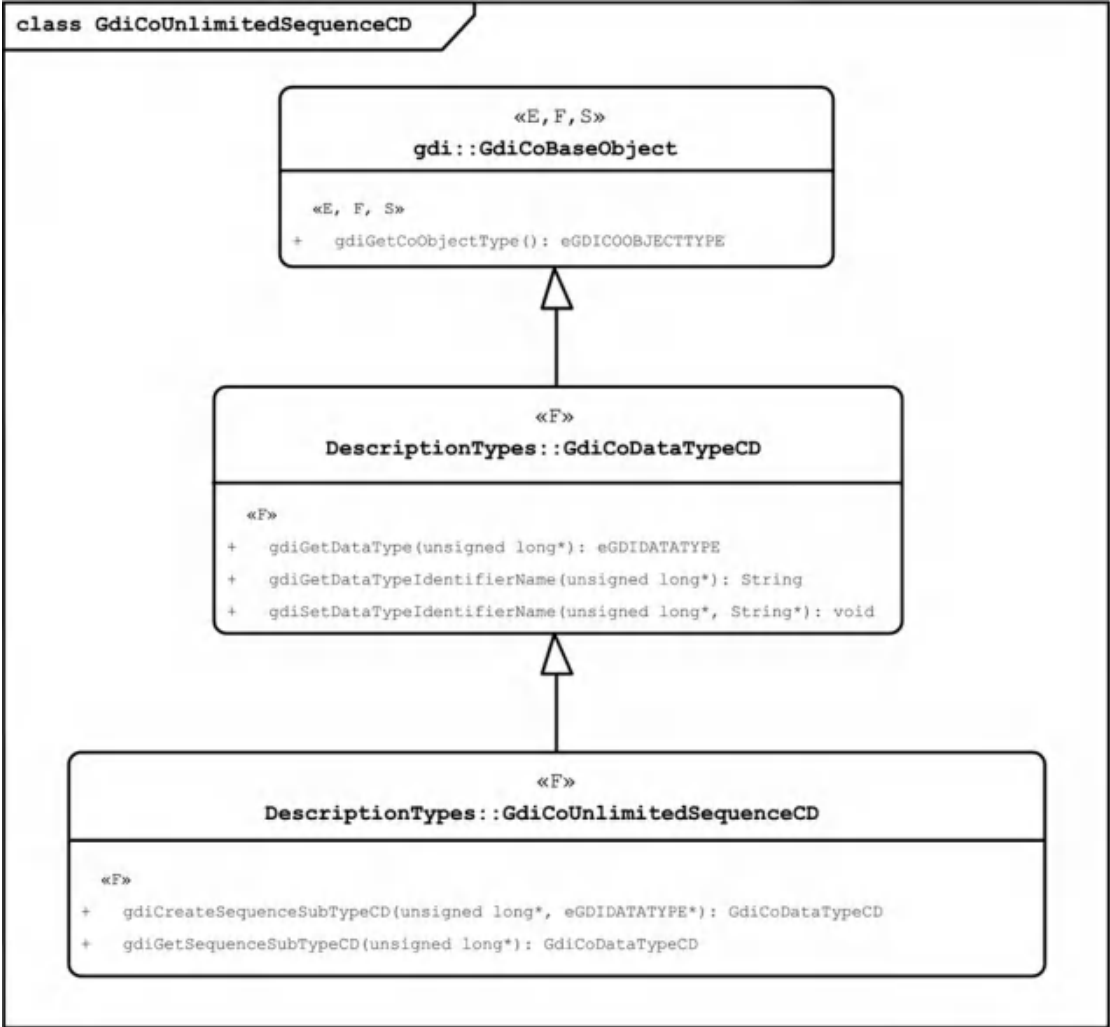 class GdiCoUnlimitedSequenceCD
«E,F,S»
gdi::GdiCoBaseObject
«E, F, S»
+ gdiGetCoObjectType(): eGDICOOBJECTTYPE
«F»
DescriptionTypes::GdiCoDataTypeCD
«F»
+ gdiGetDataType(unsigned long*): eGDIDATATYPE
+ gdiGetDataTypeIdentifierName(unsigned long*): String
+ gdiSetDataTypeIdentifierName(unsigned long*, String*): void
«F»
DescriptionTypes::GdiCoUnlimitedSequenceCD
«F»
+ gdiCreateSequenceSubTypeCD(unsigned long*, eGDIDATATYPE*): GdiCoDataTypeCD
+ gdiGetSequenceSubTypeCD(unsigned long*): GdiCoDataTypeCD